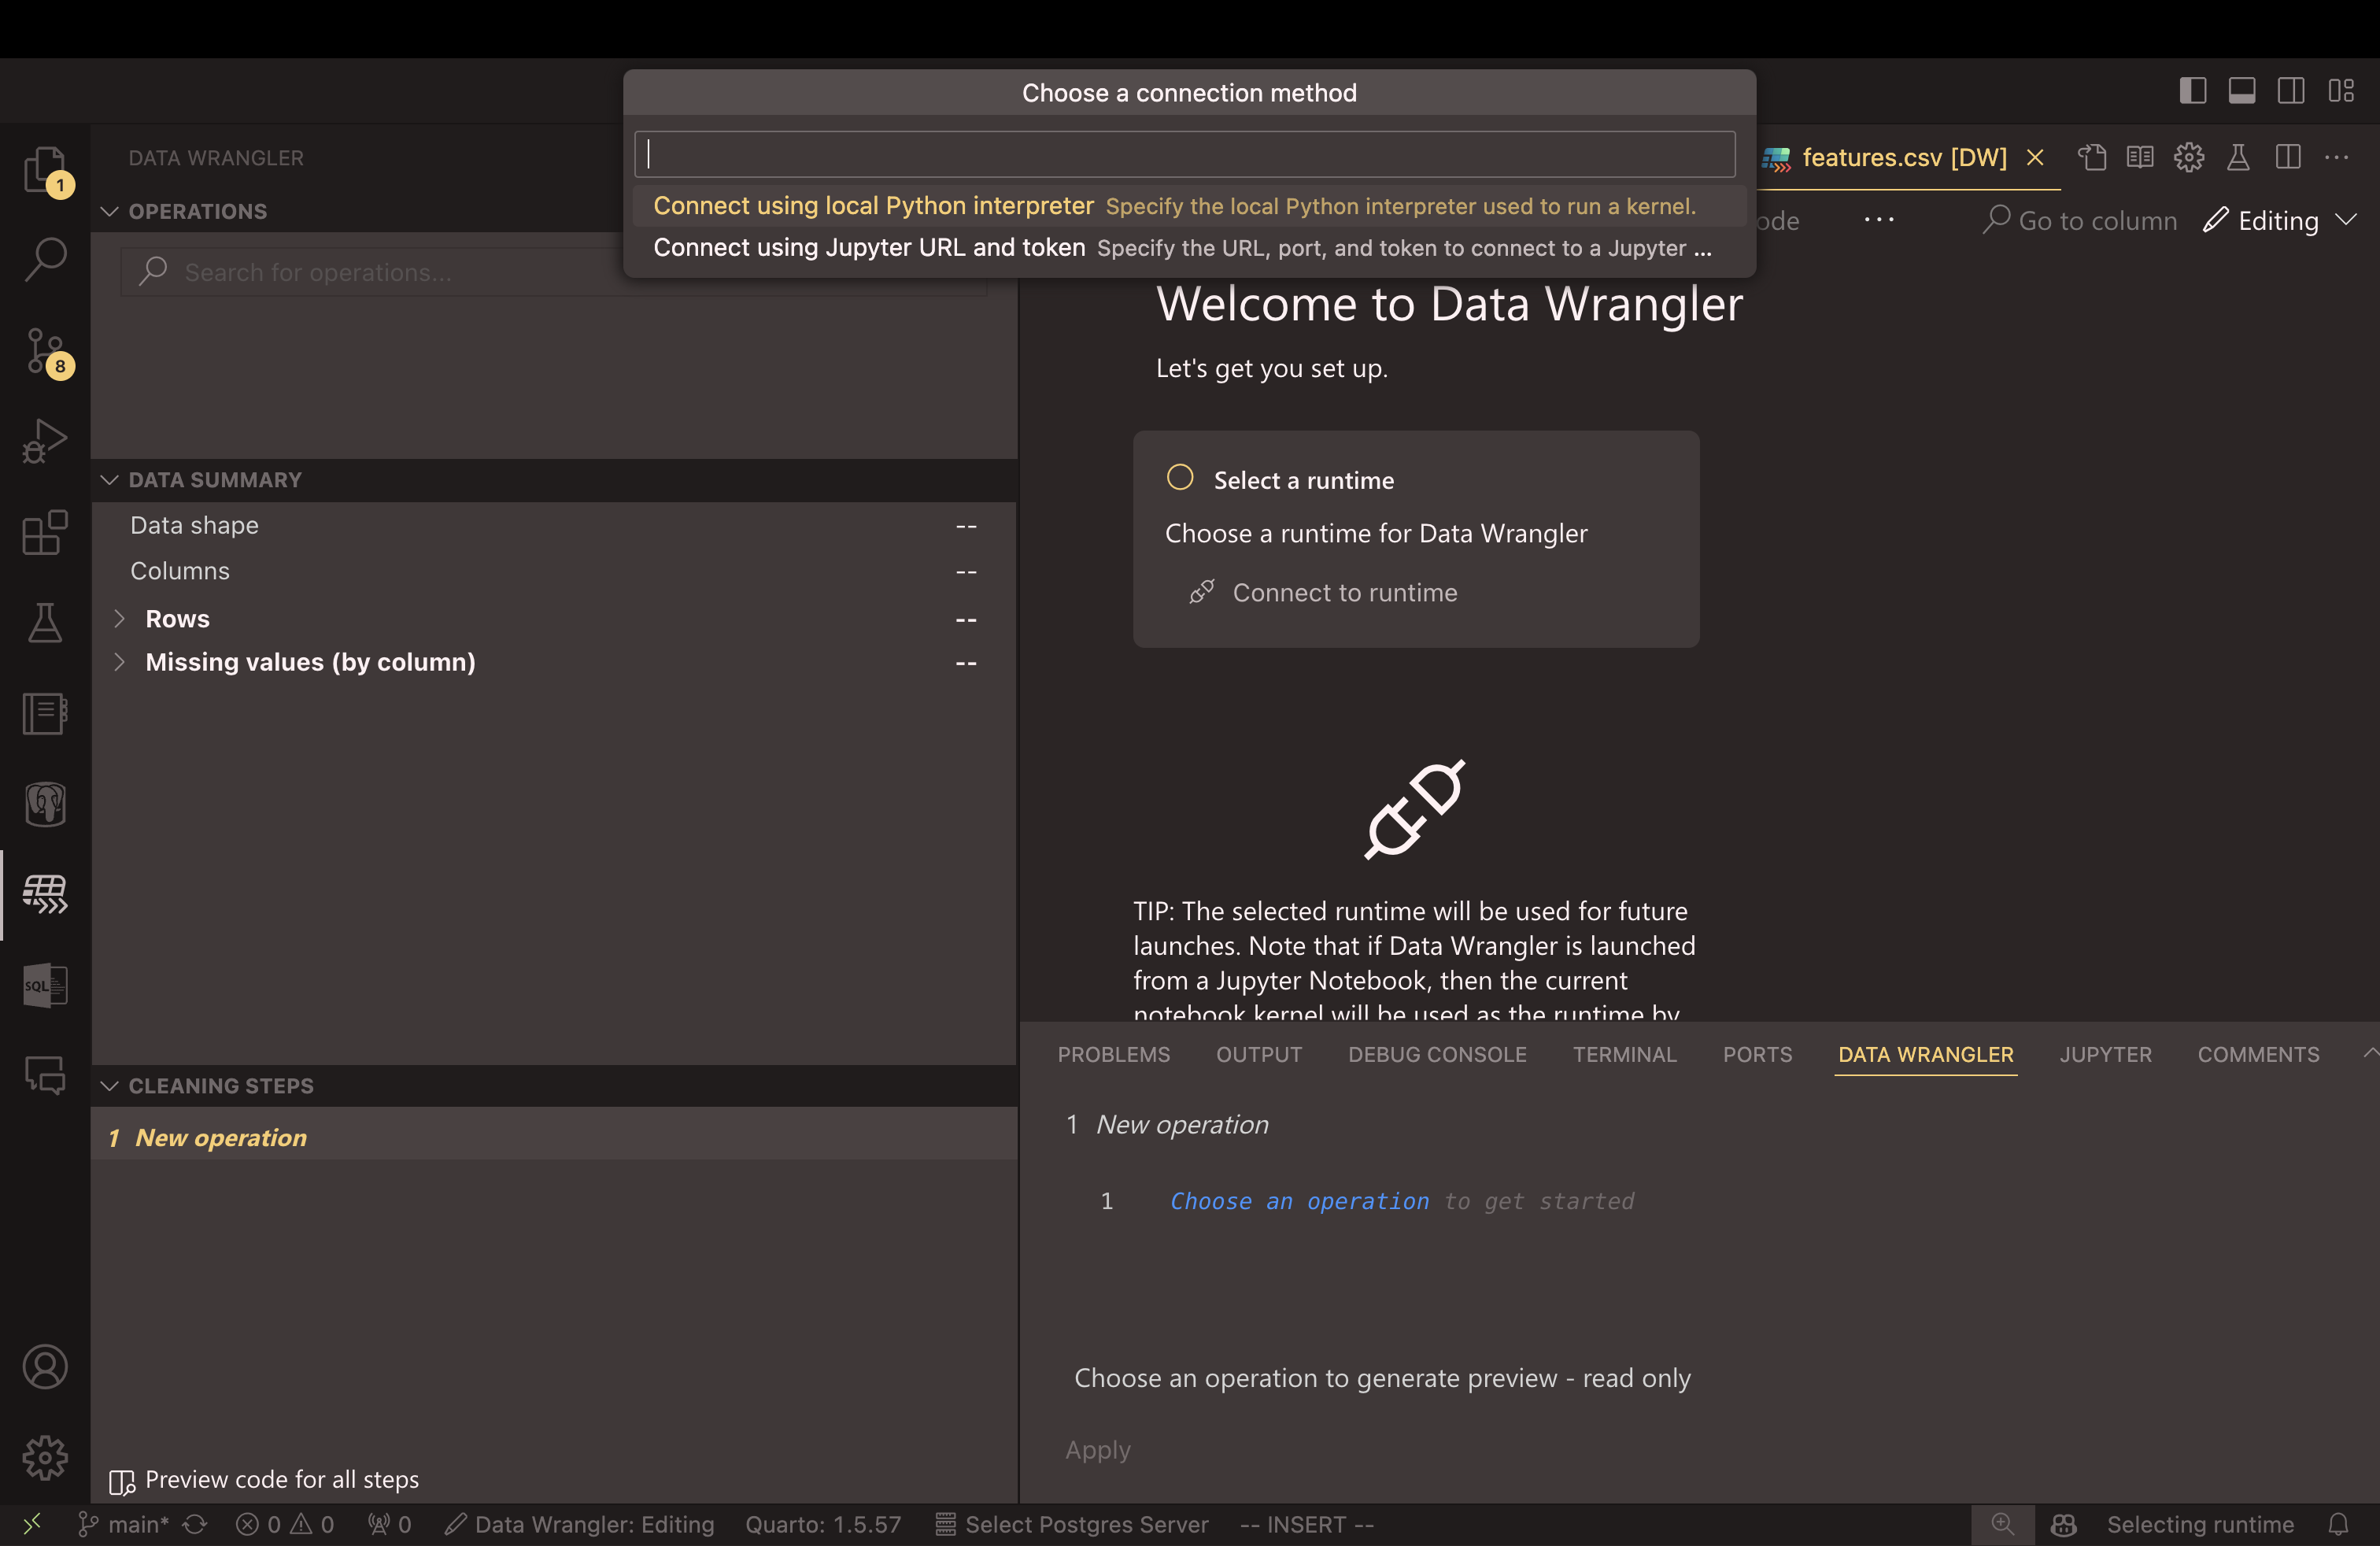 Choose a connection method
Connect using local Python interpreter Specify the local Python interpreter used to run a kernel.
Connect using Jupyter URL and token Specify the URL, port, and token to connect to a Jupyter ...
DATA WRANGLER
features.csv [DW]
1
OPERATIONS
Search for operations...
ode
...
Go to column
Editing
8
Welcome to Data Wrangler
Let's get you set up.
Select a runtime
Choose a runtime for Data Wrangler
Connect to runtime
DATA SUMMARY
Data shape --
Columns --
Rows --
Missing values (by column) --
SQL
TIP: The selected runtime will be used for future
launches. Note that if Data Wrangler is launched
from a Jupyter Notebook, then the current
notebook kernel will be used as the runtime by
CLEANING STEPS
1 New operation
Preview code for all steps
PROBLEMS OUTPUT DEBUG CONSOLE TERMINAL PORTS DATA WRANGLER JUPYTER COMMENTS
1 New operation
1 Choose an operation to get started
Choose an operation to generate preview - read only
Apply
main* 0 0 0 Data Wrangler: Editing Quarto: 1.5.57 Select Postgres Server -- INSERT -- Selecting runtime